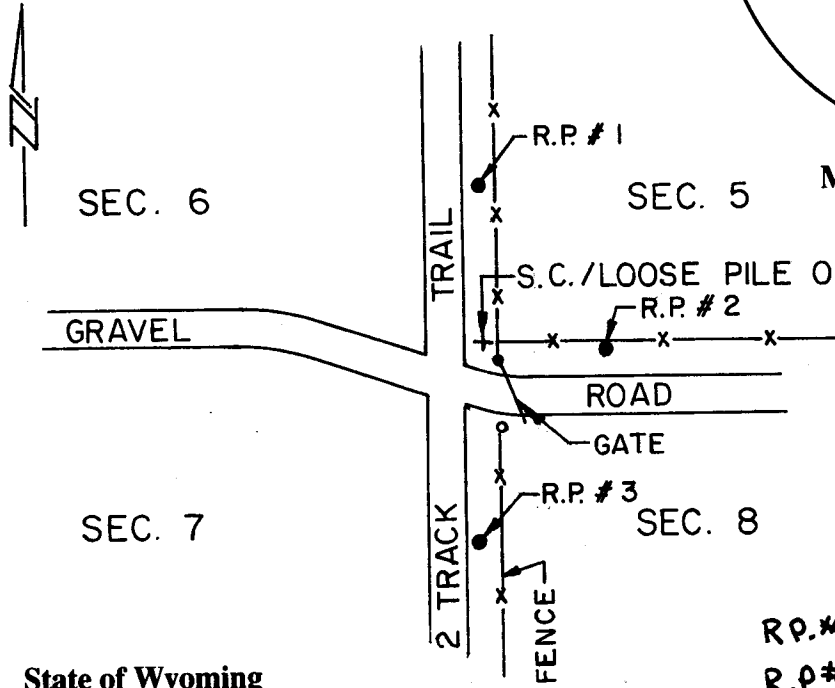 N
R.P. # 1
SEC. 6
SEC. 5
M
TRAIL
S.C./LOOSE PILE O
R.P. # 2
GRAVEL
ROAD
GATE
R.P. # 3
SEC. 7
SEC. 8
2 TRACK
FENCE
R.P.#
R.P#
State of Wyoming